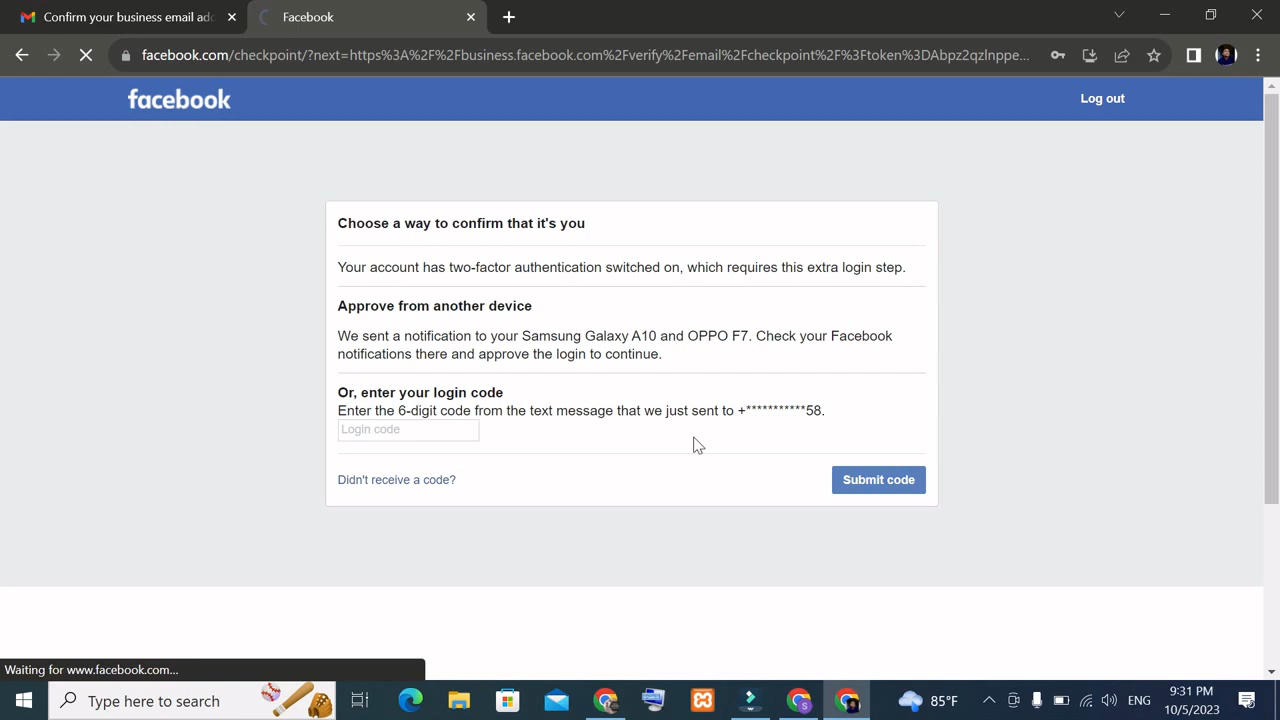 Confirm your business email add
Facebook
facebook.com/checkpoint/?next=https%3A%2F%2Fbusiness.facebook.com%2Fverify%2Femail%2Fcheckpoint%2F%3Ftoken%3DAbpz2qzlnppe...
facebook
Log out
Choose a way to confirm that it's you
Your account has two-factor authentication switched on, which requires this extra login step.
Approve from another device
We sent a notification to your Samsung Galaxy A10 and OPPO F7. Check your Facebook
notifications there and approve the login to continue.
Or, enter your login code
Enter the 6-digit code from the text message that we just sent to +***********58.
Login code
Didn't receive a code?
Submit code
Waiting for www.facebook.com...
Type here to search
85°F
ENG
9:31 PM
10/5/2023